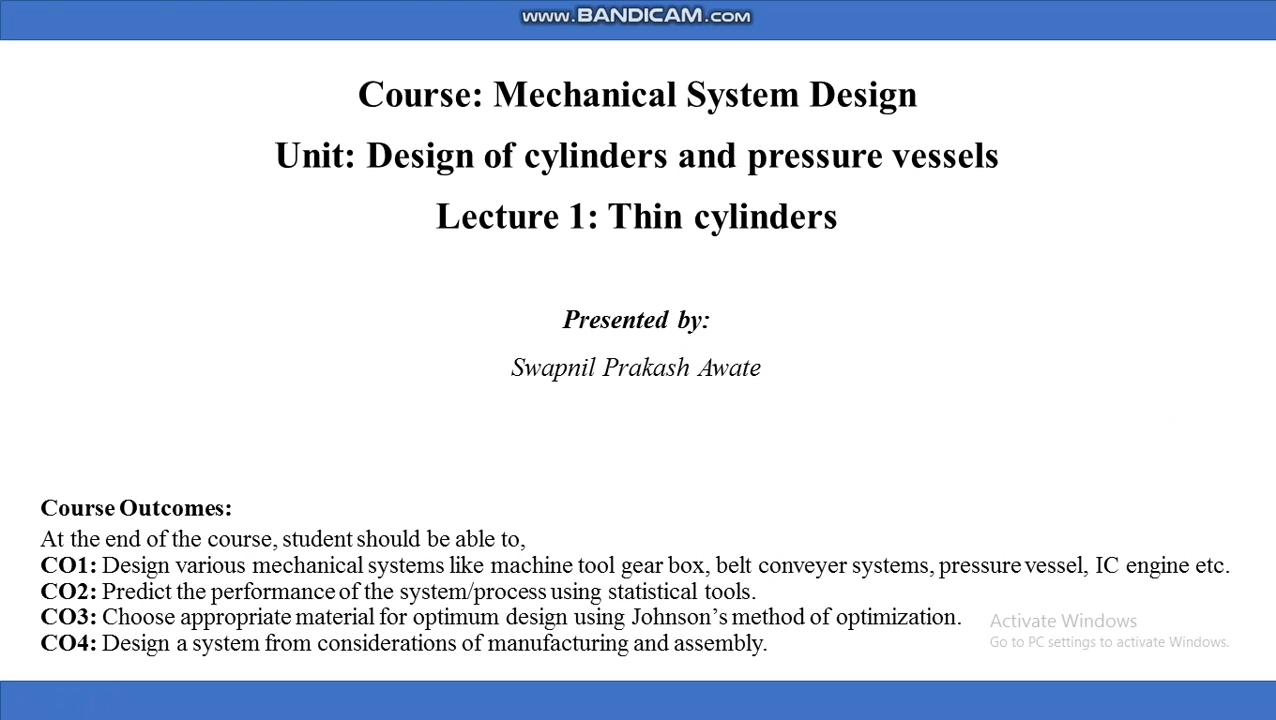 www.BANDICAM.com
Course: Mechanical System Design
Unit: Design of cylinders and pressure vessels
Lecture 1: Thin cylinders
Presented by:
Swapnil Prakash Awate
Course Outcomes:
At the end of the course, student should be able to,
CO1: Design various mechanical systems like machine tool gear box, belt conveyer systems, pressure vessel, IC engine etc.
CO2: Predict the performance of the system/process using statistical tools.
CO3: Choose appropriate material for optimum design using Johnson's method of optimization.
CO4: Design a system from considerations of manufacturing and assembly.
Activate Windows
Go to PC settings to activate Windows.